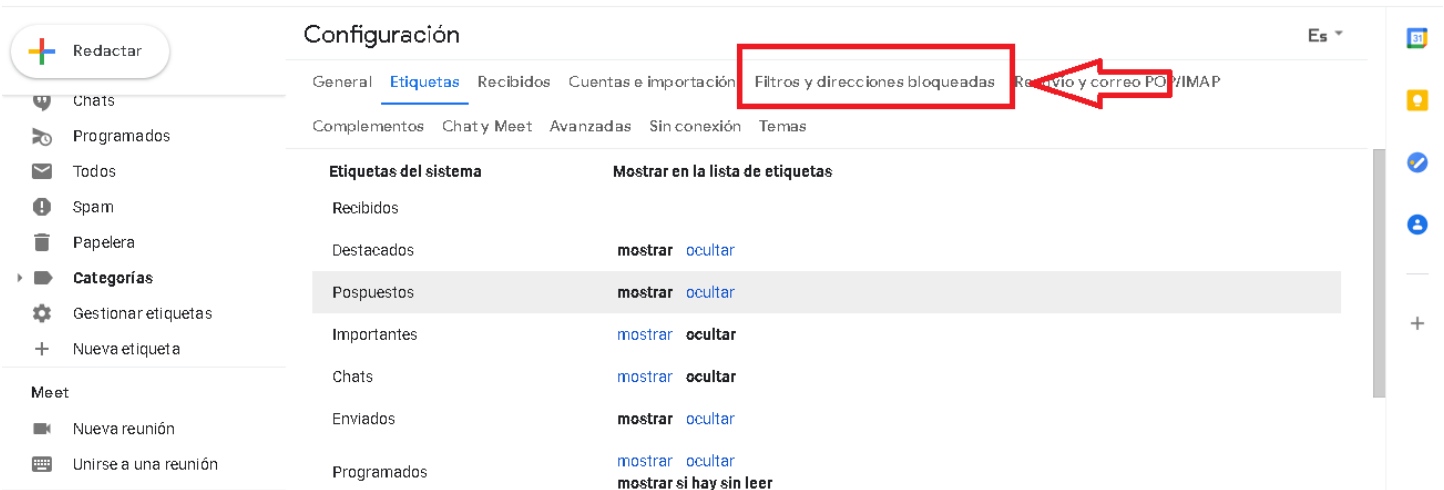 Redactar
Chats
Programados
Todos
Spam
Papelera
Categorías
Gestionar etiquetas
Nueva etiqueta
Meet
Nueva reunión
Unirse a una reunión
Configuración
Es
General Etiquetas Recibidos Cuentas e importación Filtros y direcciones bloqueadas Reenvío y correo POP/IMAP
Complementos Chat y Meet Avanzadas Sin conexión Temas
Etiquetas del sistema Mostrar en la lista de etiquetas
Recibidos
Destacados mostrar ocultar
Pospuestos mostrar ocultar
Importantes mostrar ocultar
Chats mostrar ocultar
Enviados mostrar ocultar
Programados mostrar ocultar
mostrar si hay sin leer
31